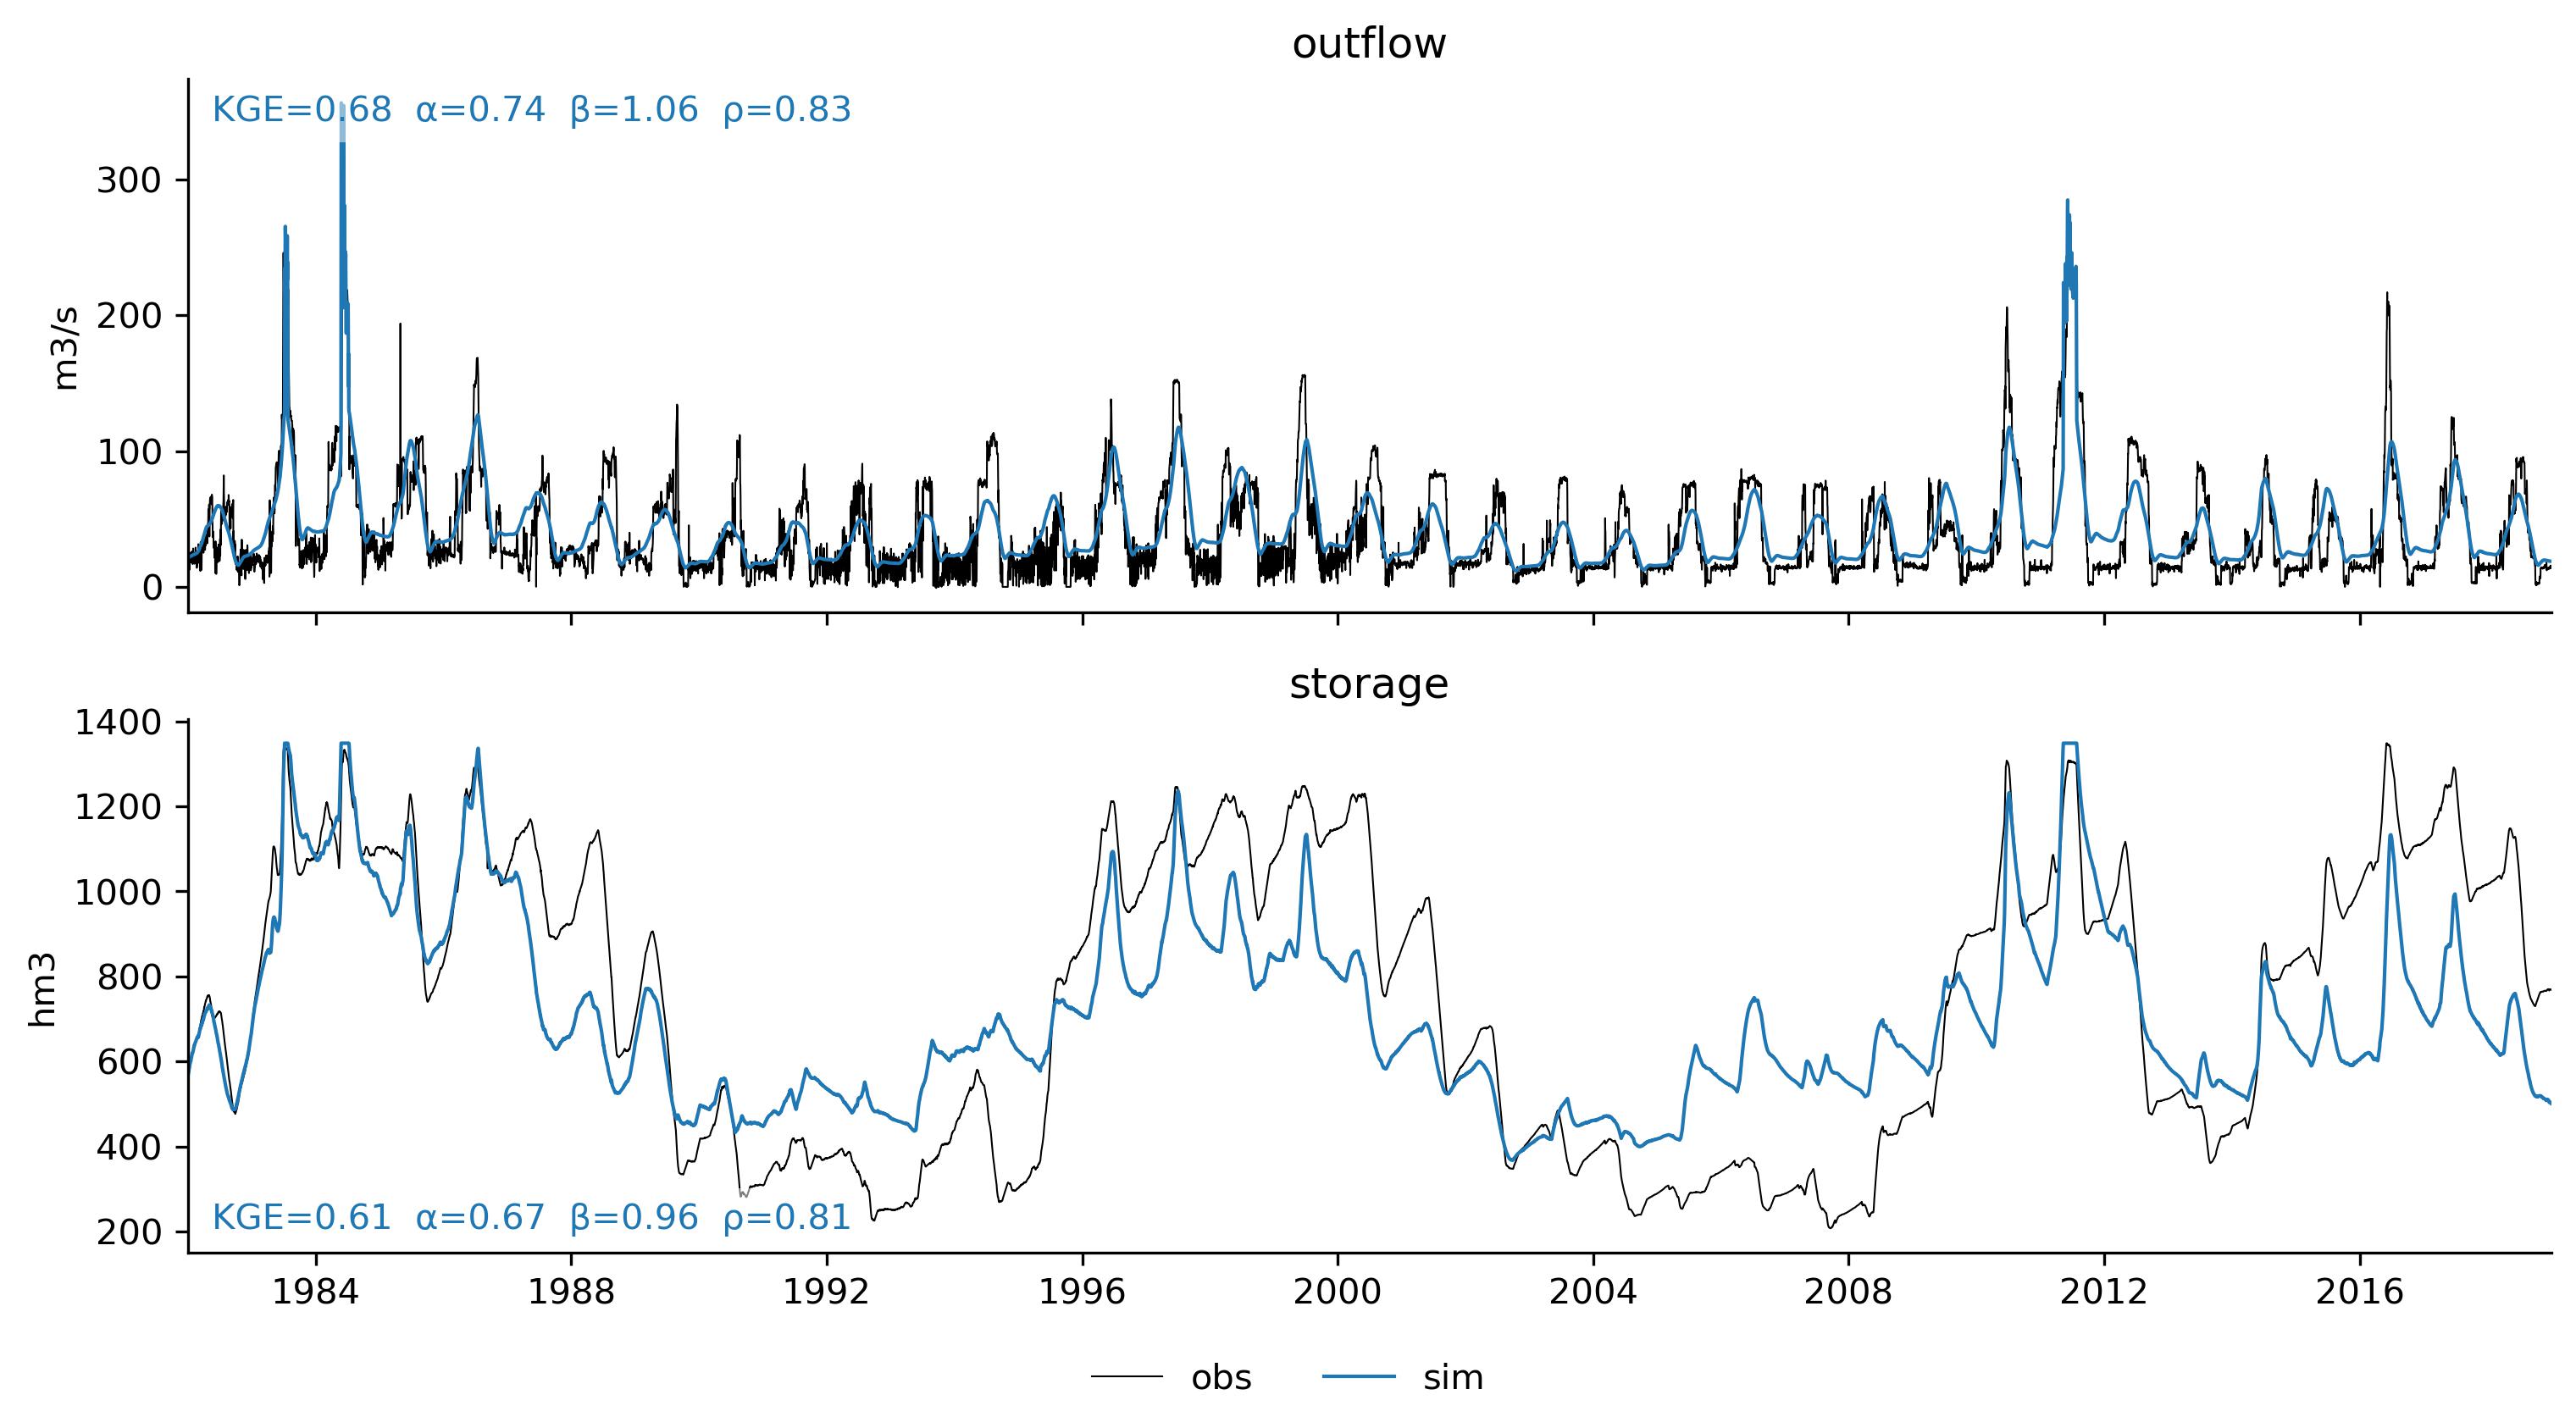 outflow
KGE=0.68 α=0.74 β=1.06 ρ=0.83
m3/s
300
200
100
0
storage
hm3
1400
1200
1000
800
600
400
200
KGE=0.61 α=0.67 β=0.96 ρ=0.81
1984 1988 1992 1996 2000 2004 2008 2012 2016
obs sim